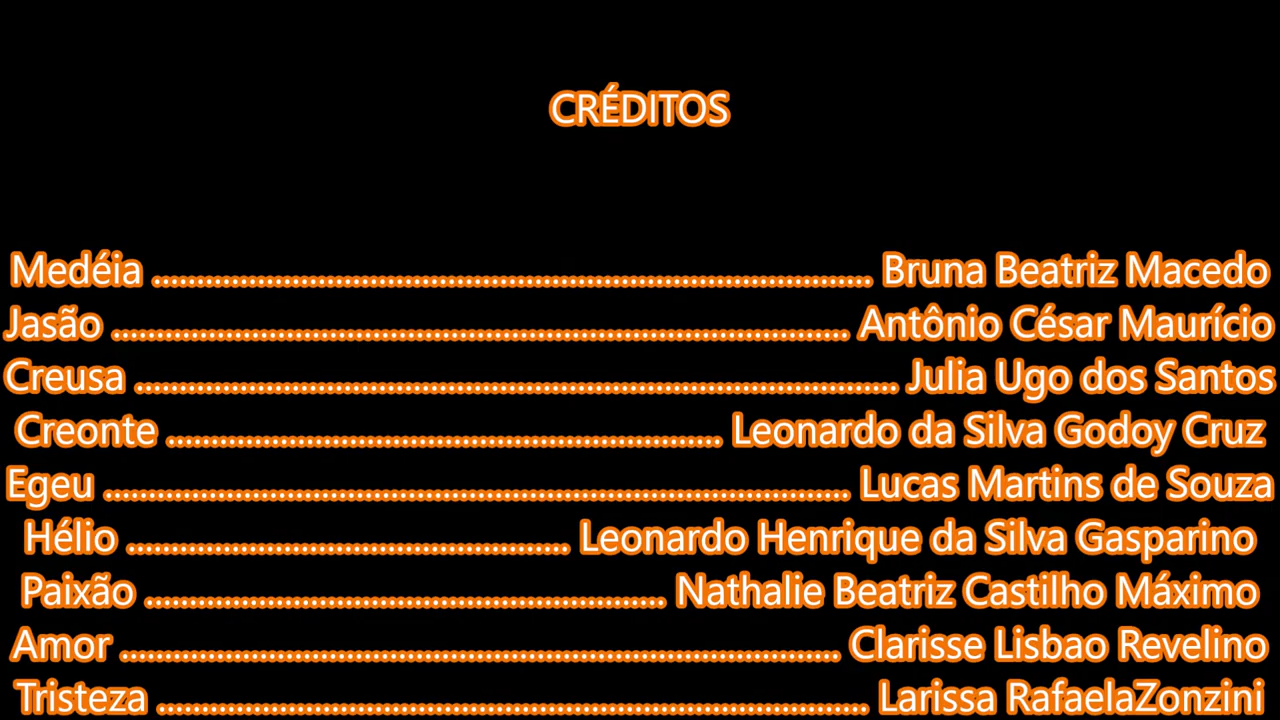 CRÉDITOS
Medéia ........................................................................ Bruna Beatriz Macedo
Jasão .......................................................................... Antônio César Maurício
Creusa ............................................................................ Julia Ugo dos Santos
Creonte ........................................................ Leonardo da Silva Godoy Cruz
Egeu ........................................................................... Lucas Martins de Souza
Hélio ............................................ Leonardo Henrique da Silva Gasparino
Paixão .................................................... Nathalie Beatriz Castilho Máximo
Amor ........................................................................ Clarisse Lisbao Revelino
Tristeza ....................................................................... Larissa RafaelaZonzini